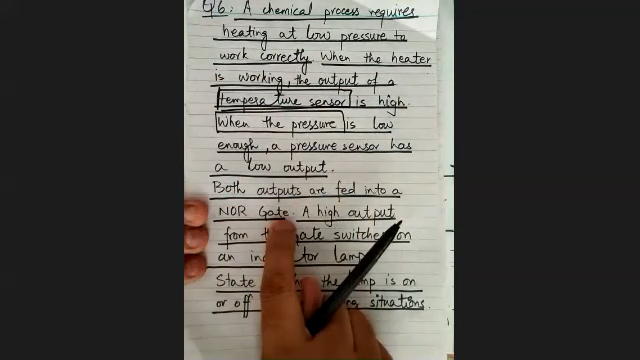 Q6: A chemical process requires
heating at low pressure to
work correctly. When the heater
is working, the output of a
temperature sensor is high.
When the pressure is low
enough, a pressure sensor has
a low output.
Both outputs are fed into a
NOR Gate. A high output
from the gate switches on
an lamp
State the lamp is on
or off situations.